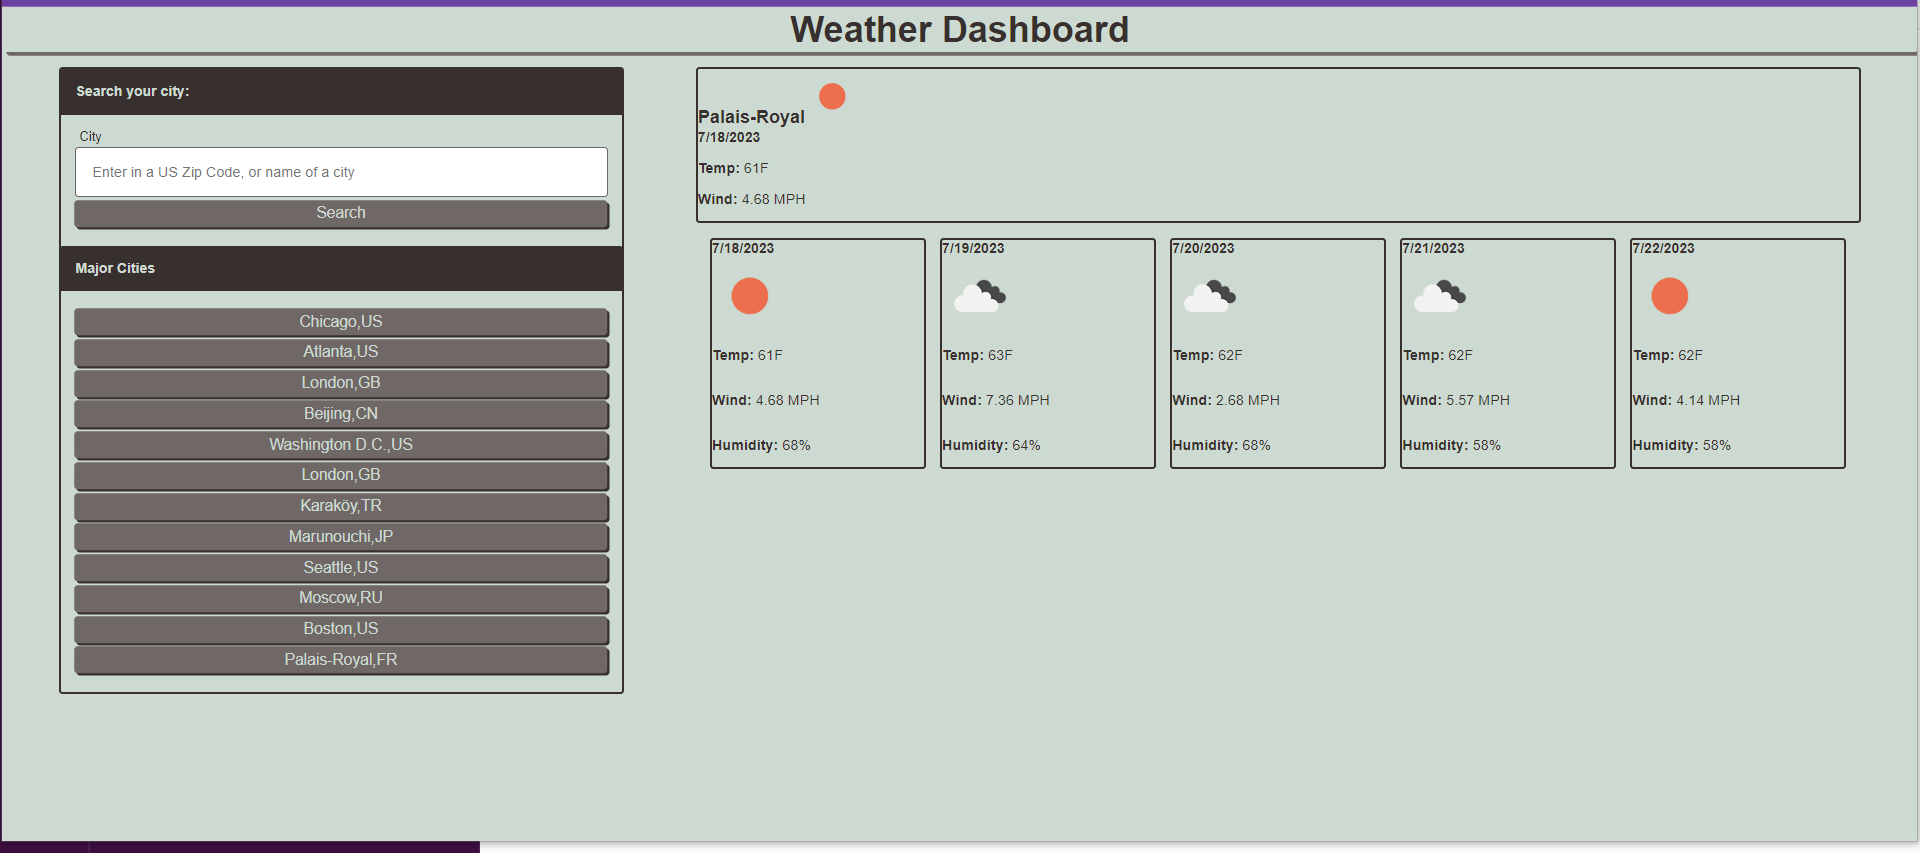 Weather Dashboard
Search your city:
City
Enter in a US Zip Code, or name of a city
Search
Major Cities
Chicago,US
Atlanta,US
London,GB
Beijing,CN
Washington D.C.,US
London,GB
Karaköy,TR
Marunouchi,JP
Seattle,US
Moscow,RU
Boston,US
Palais-Royal,FR
Palais-Royal
7/18/2023
Temp: 61F
Wind: 4.68 MPH
7/18/2023
Temp: 61F
Wind: 4.68 MPH
Humidity: 68%
7/19/2023
Temp: 63F
Wind: 7.36 MPH
Humidity: 64%
7/20/2023
Temp: 62F
Wind: 2.68 MPH
Humidity: 68%
7/21/2023
Temp: 62F
Wind: 5.57 MPH
Humidity: 58%
7/22/2023
Temp: 62F
Wind: 4.14 MPH
Humidity: 58%